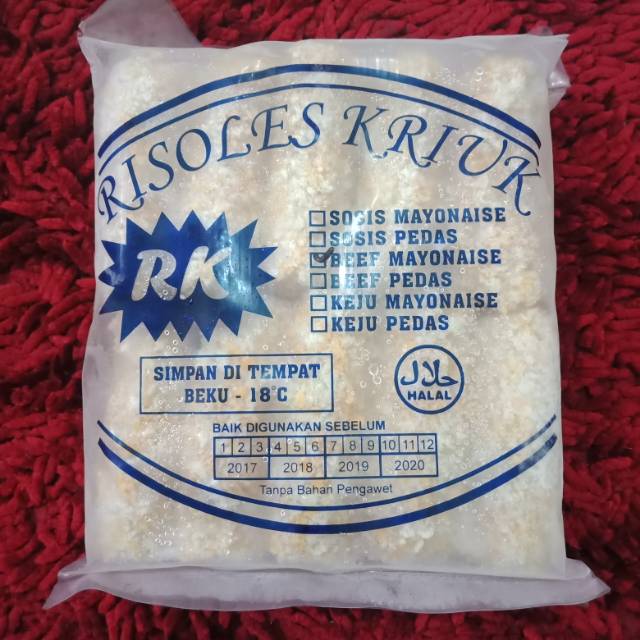 RISOLES KRIUK
RK
SOSIS MAYONAISE
SOSIS PEDAS
BEEF MAYONAISE
BEEF PEDAS
KEJU MAYONAISE
KEJU PEDAS
SIMPAN DI TEMPAT
BEKU - 18°C
حلال
HALAL
BAIK DIGUNAKAN SEBELUM
1 2 3 4 5 6 7 8 9 10 11 12
2017 2018 2019 2020
Tanpa Bahan Pengawet